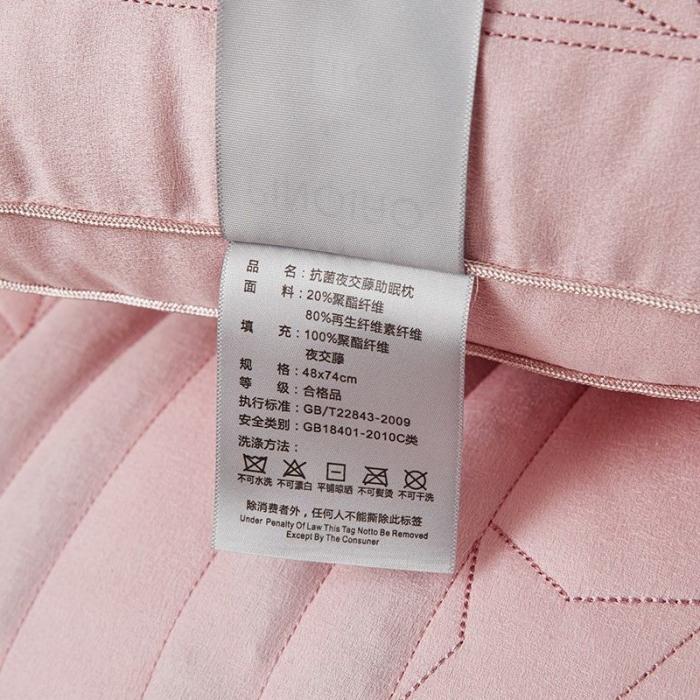 品 名：抗菌夜交藤助眠枕
面 料：20%聚酯纤维
80%再生纤维素纤维
填 充：100%聚酯纤维
夜交藤
规 格：48x74cm
等 级：合格品
执行标准：GB/T22843-2009
安全类别：GB18401-2010C类
洗涤方法：
不可水洗 不可漂白 平铺晾晒 不可熨烫 不可干洗
除消费者外，任何人不能撕除此标签
Under Penalty Of Law This Tag Notto Be Removed
Except By The Consuner